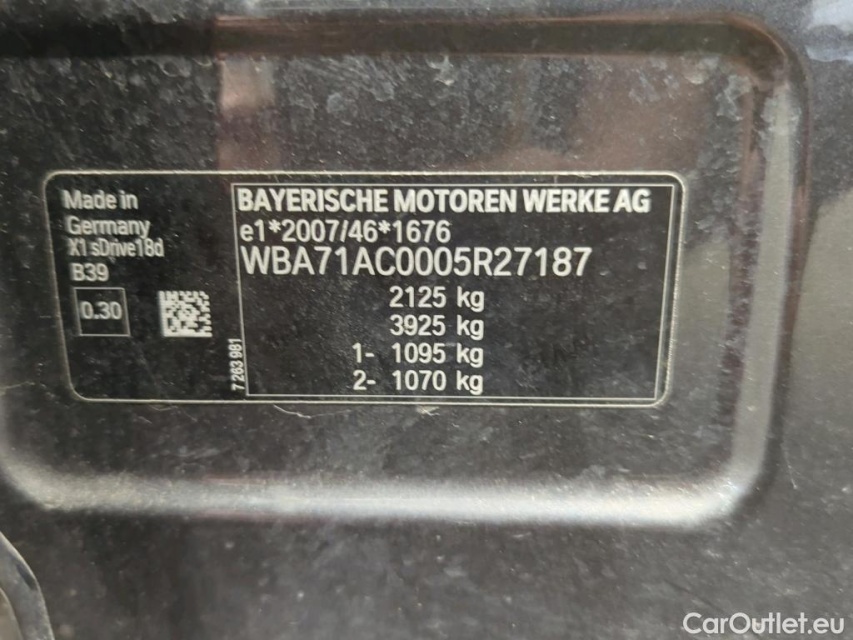 Made in
Germany
X1 sDrive18d
B39
0.30
7 263 981
BAYERISCHE MOTOREN WERKE AG
e1*2007/46*1676
WBA71AC0005R27187
2125 kg
3925 kg
1- 1095 kg
2- 1070 kg
CarOutlet.eu